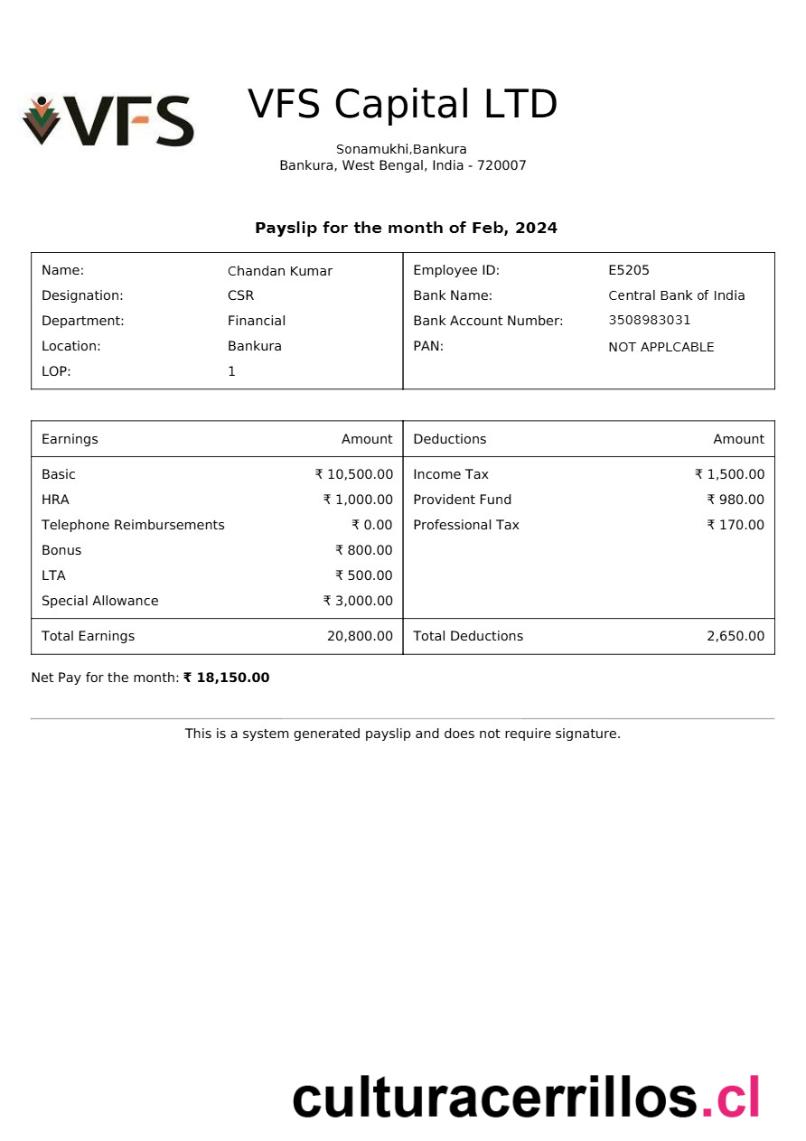 VFS
VFS Capital LTD
Sonamukhi,Bankura
Bankura, West Bengal, India - 720007
Payslip for the month of Feb, 2024
Name: Chandan Kumar Employee ID: E5205
Designation: CSR Bank Name: Central Bank of India
Department: Financial Bank Account Number: 3508983031
Location: Bankura PAN: NOT APPLCABLE
LOP: 1
Earnings Amount Deductions Amount
Basic ₹ 10,500.00 Income Tax ₹ 1,500.00
HRA ₹ 1,000.00 Provident Fund ₹ 980.00
Telephone Reimbursements ₹ 0.00 Professional Tax ₹ 170.00
Bonus ₹ 800.00
LTA ₹ 500.00
Special Allowance ₹ 3,000.00
Total Earnings 20,800.00 Total Deductions 2,650.00
Net Pay for the month: ₹ 18,150.00
This is a system generated payslip and does not require signature.
culturacerrillos.cl